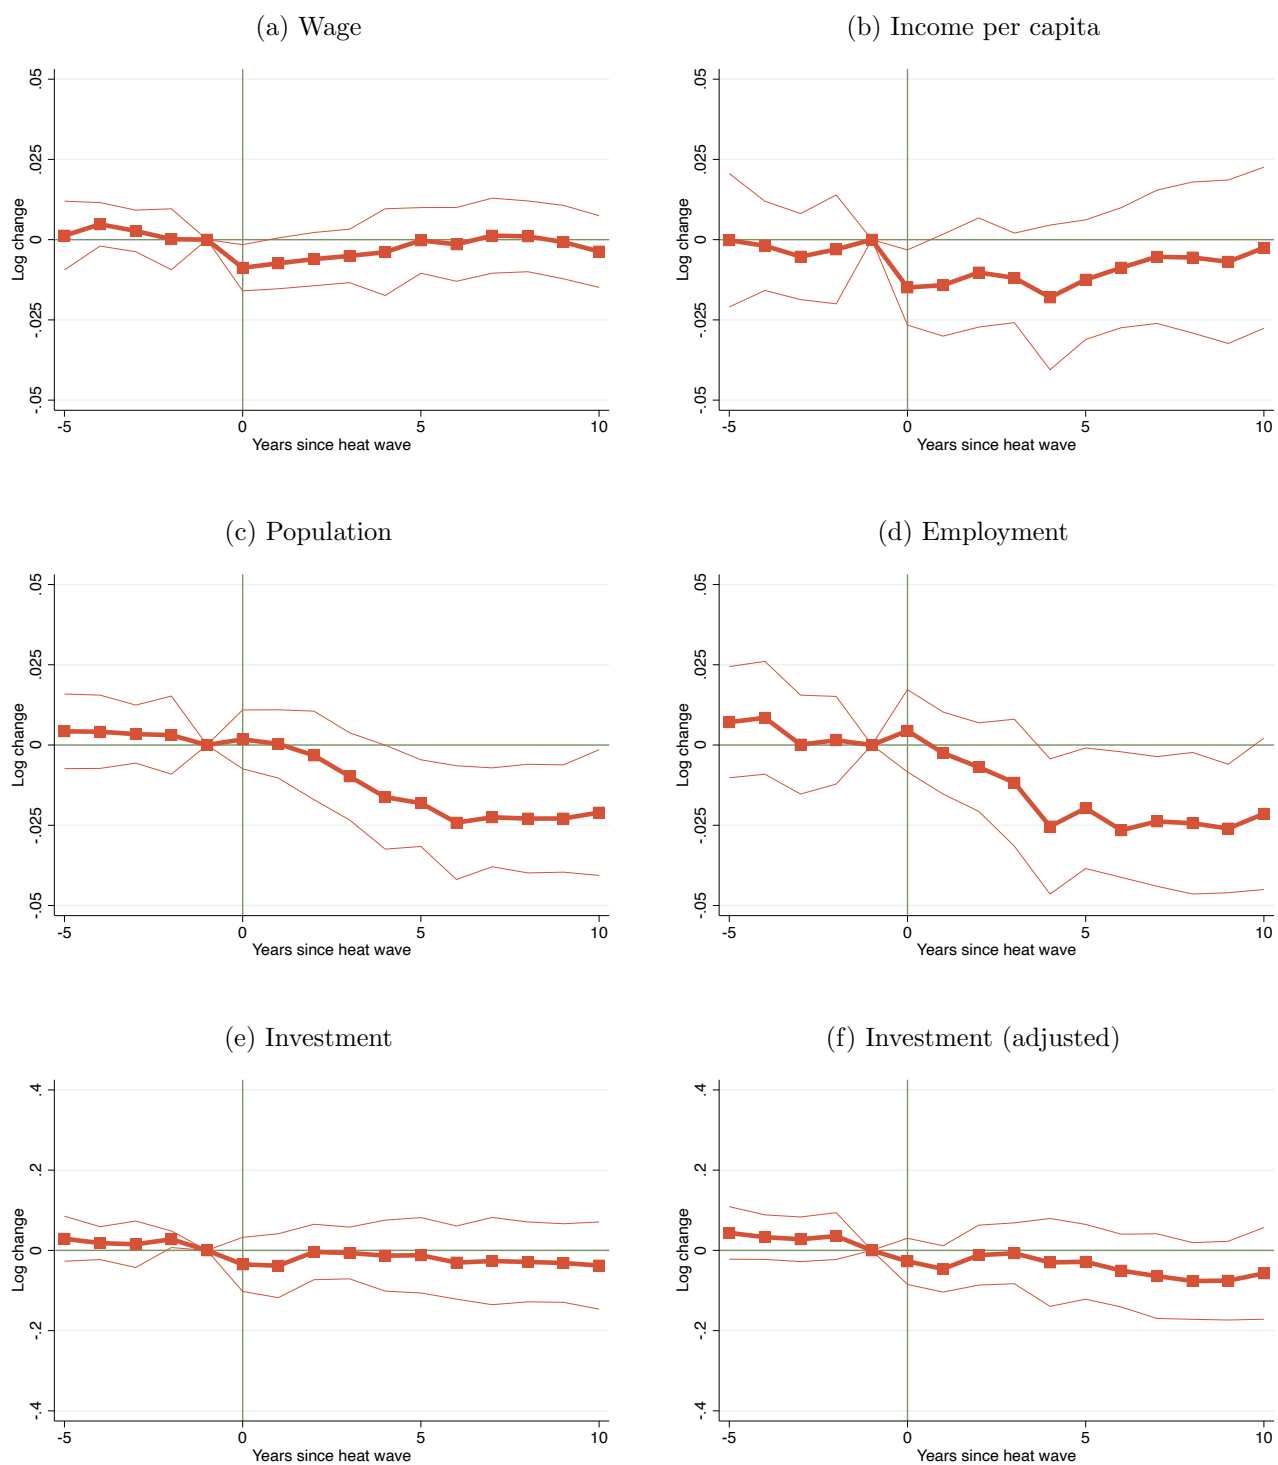 (a) Wage
(b) Income per capita
.05
.025
0
-.025
-.05
Log change
-5 0 5 10
Years since heat wave
.05
.025
0
-.025
-.05
Log change
-5 0 5 10
Years since heat wave
(c) Population
(d) Employment
.05
.025
0
-.025
-.05
Log change
-5 0 5 10
Years since heat wave
.05
.025
0
-.025
-.05
Log change
-5 0 5 10
Years since heat wave
(e) Investment
(f) Investment (adjusted)
.4
.2
0
-.2
-.4
Log change
-5 0 5 10
Years since heat wave
.4
.2
0
-.2
-.4
Log change
-5 0 5 10
Years since heat wave